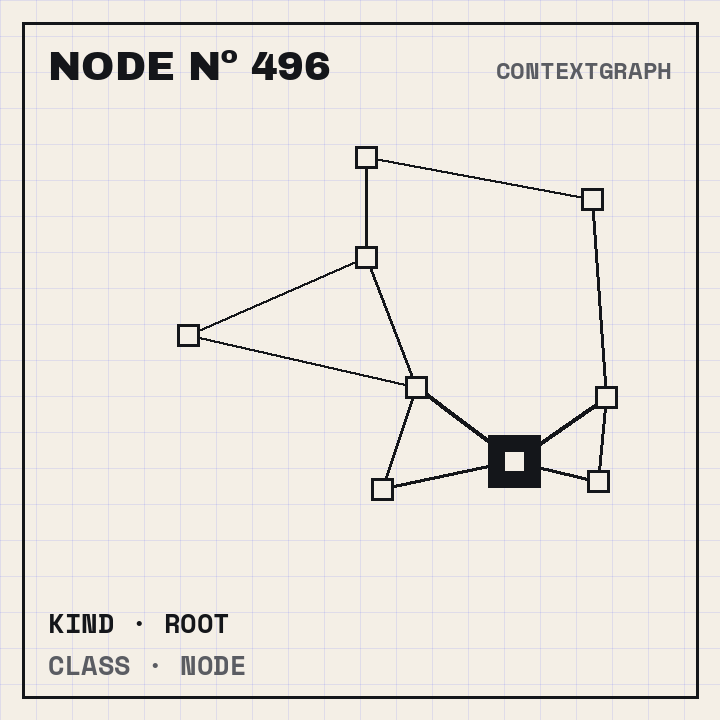 NODE Nº 496
CONTEXTGRAPH
KIND · ROOT
CLASS · NODE